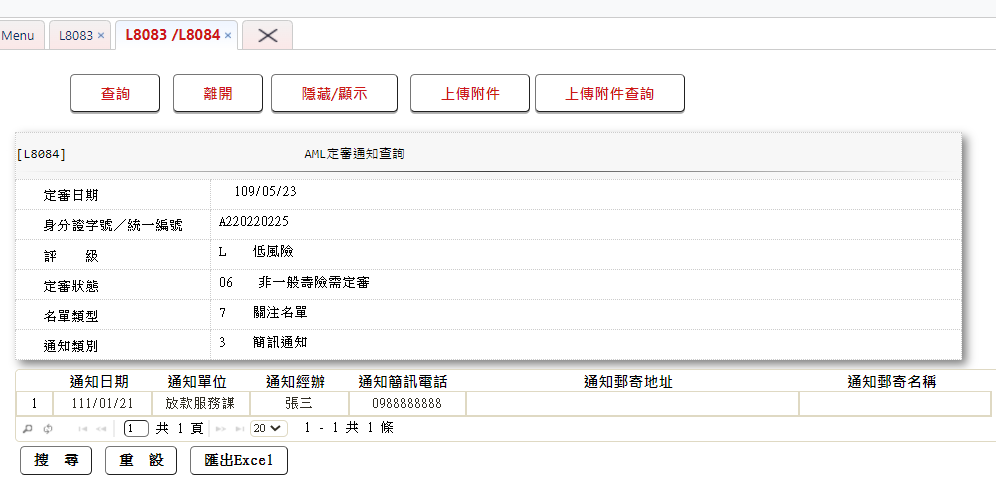 Menu L8083 × L8083 /L8084 ×
查詢 離開 隱藏/顯示 上傳附件 上傳附件查詢
[L8084] AML定審通知查詢
定審日期 109/05/23
身分證字號／統一編號 A220220225
評 級 L 低風險
定審狀態 06 非一般壽險需定審
名單類型 7 關注名單
通知類別 3 簡訊通知
通知日期 通知單位 通知經辦 通知簡訊電話 通知郵寄地址 通知郵寄名稱
1 111/01/21 放款服務課 張三 0988888888
1 共 1 頁 20 1 - 1 共 1 條
搜 尋 重 設 匯出Excel